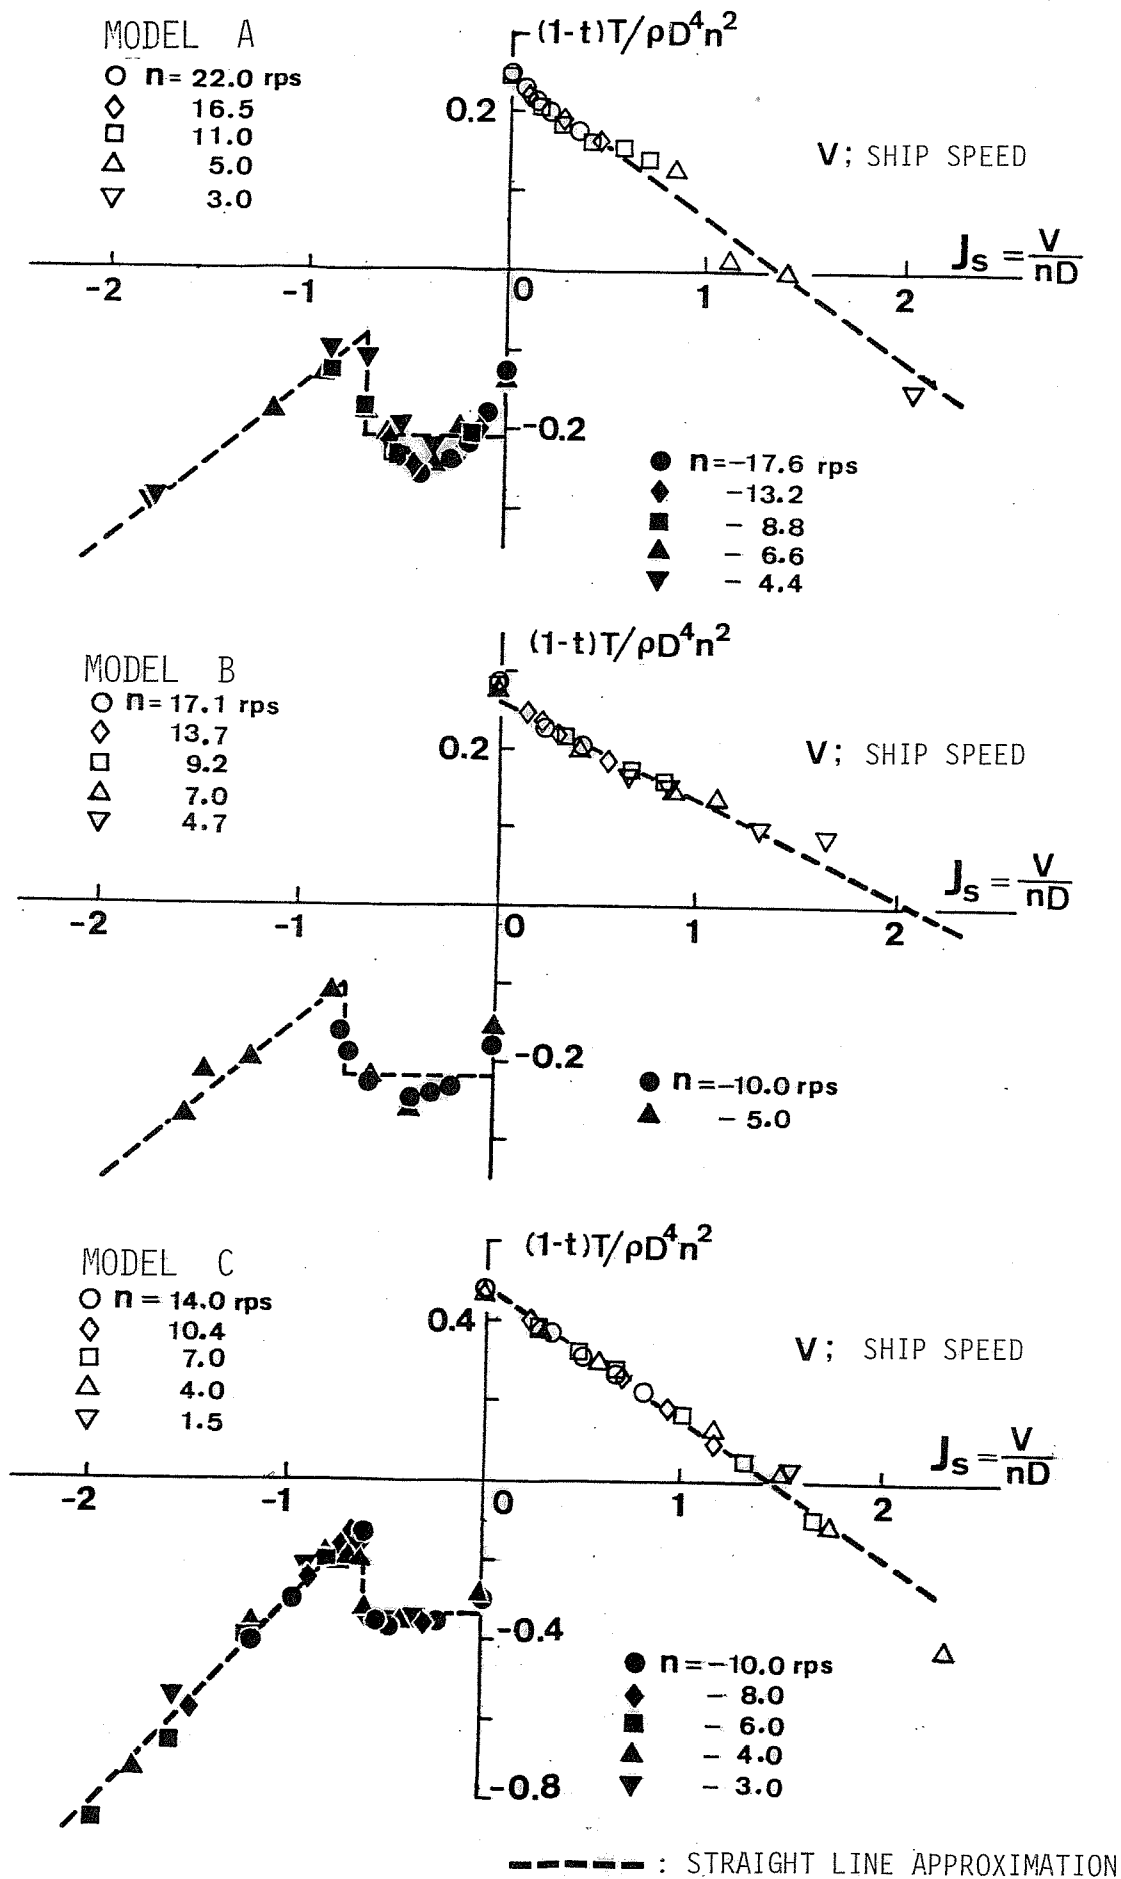 MODEL A
(1-t)T/ρD⁴n²
n= 22.0 rps
16.5
11.0
5.0
3.0
0.2
V; SHIP SPEED
Js = V/nD
-2 -1 0 1 2
-0.2
n=-17.6 rps
-13.2
- 8.8
- 6.6
- 4.4
MODEL B
(1-t)T/ρD⁴n²
n= 17.1 rps
13.7
9.2
7.0
4.7
0.2
V; SHIP SPEED
Js = V/nD
-2 -1 0 1 2
-0.2
n=-10.0 rps
- 5.0
MODEL C
(1-t)T/ρD⁴n²
n = 14.0 rps
10.4
7.0
4.0
1.5
0.4
V; SHIP SPEED
Js = V/nD
-2 -1 0 1 2
-0.4
n=-10.0 rps
- 8.0
- 6.0
- 4.0
- 3.0
-0.8
: STRAIGHT LINE APPROXIMATION